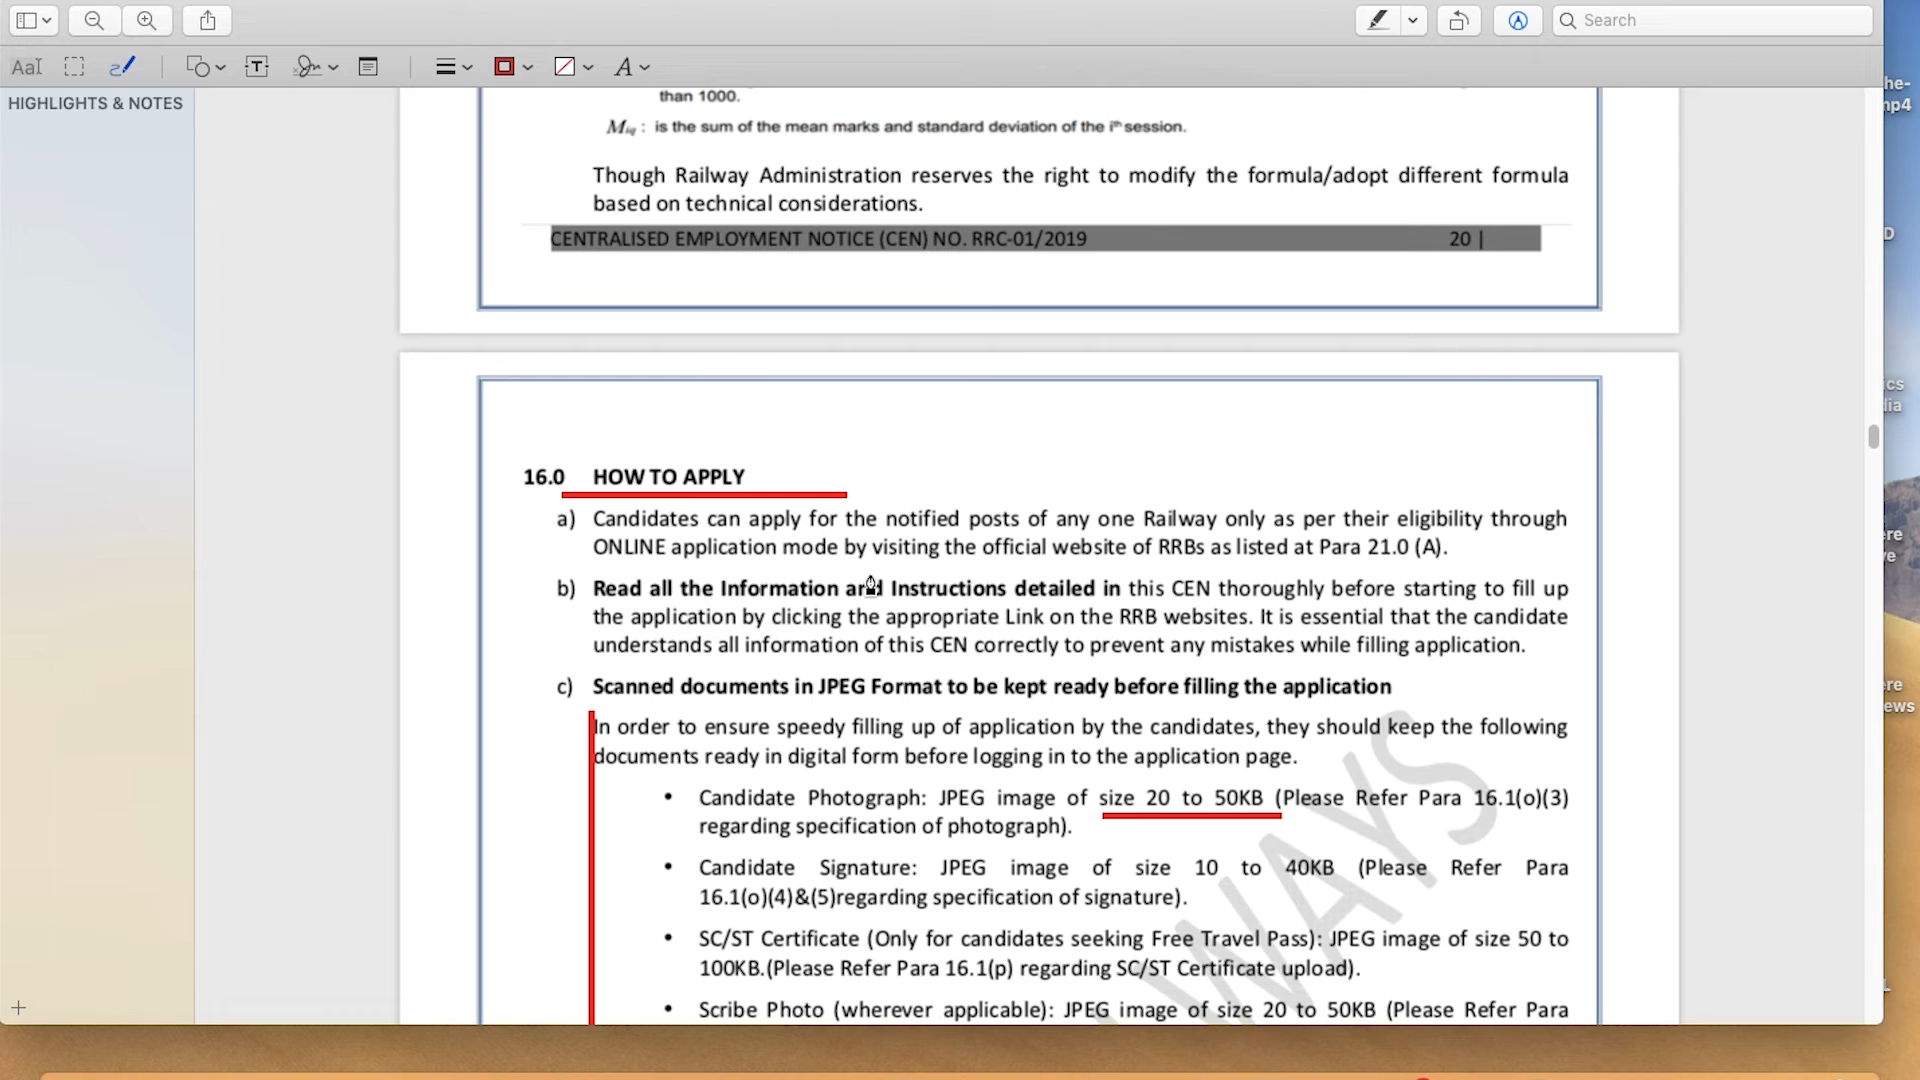 Search
AaI
T
A
HIGHLIGHTS & NOTES
than 1000.
Miq : is the sum of the mean marks and standard deviation of the ith session.
Though Railway Administration reserves the right to modify the formula/adopt different formula
based on technical considerations.
CENTRALISED EMPLOYMENT NOTICE (CEN) NO. RRC-01/2019 20 |
16.0 HOW TO APPLY
a) Candidates can apply for the notified posts of any one Railway only as per their eligibility through
ONLINE application mode by visiting the official website of RRBs as listed at Para 21.0 (A).
b) Read all the Information and Instructions detailed in this CEN thoroughly before starting to fill up
the application by clicking the appropriate Link on the RRB websites. It is essential that the candidate
understands all information of this CEN correctly to prevent any mistakes while filling application.
c) Scanned documents in JPEG Format to be kept ready before filling the application
In order to ensure speedy filling up of application by the candidates, they should keep the following
documents ready in digital form before logging in to the application page.
• Candidate Photograph: JPEG image of size 20 to 50KB (Please Refer Para 16.1(o)(3)
regarding specification of photograph).
• Candidate Signature: JPEG image of size 10 to 40KB (Please Refer Para
16.1(o)(4)&(5)regarding specification of signature).
• SC/ST Certificate (Only for candidates seeking Free Travel Pass): JPEG image of size 50 to
100KB.(Please Refer Para 16.1(p) regarding SC/ST Certificate upload).
• Scribe Photo (wherever applicable): JPEG image of size 20 to 50KB (Please Refer Para
WAYS